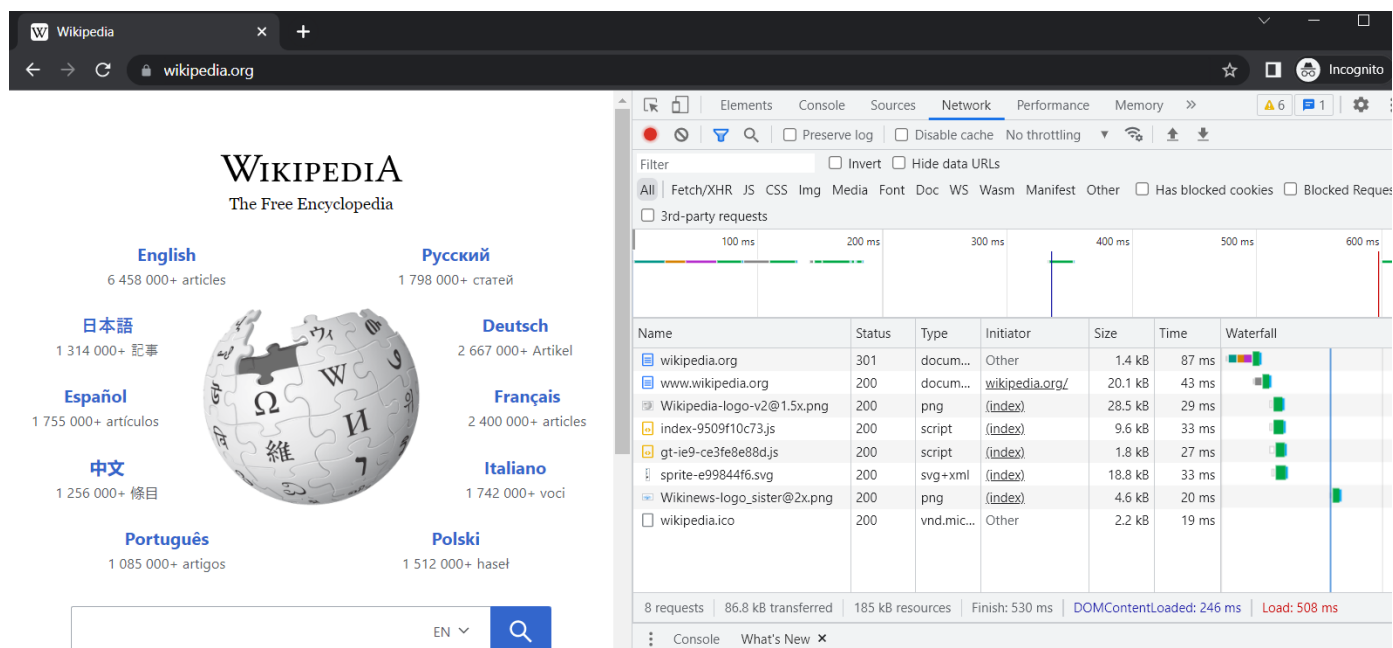 Wikipedia
wikipedia.org
Incognito
WIKIPEDIA
The Free Encyclopedia
English
6 458 000+ articles
Русский
1 798 000+ статей
日本語
1 314 000+ 記事
Deutsch
2 667 000+ Artikel
Español
1 755 000+ artículos
Français
2 400 000+ articles
中文
1 256 000+ 條目
Italiano
1 742 000+ voci
Português
1 085 000+ artigos
Polski
1 512 000+ haseł
EN
Elements Console Sources Network Performance Memory » 6 1
Preserve log Disable cache No throttling
Filter Invert Hide data URLs
All Fetch/XHR JS CSS Img Media Font Doc WS Wasm Manifest Other Has blocked cookies Blocked Reques
3rd-party requests
100 ms 200 ms 300 ms 400 ms 500 ms 600 ms
Name Status Type Initiator Size Time Waterfall
wikipedia.org 301 docum... Other 1.4 kB 87 ms
www.wikipedia.org 200 docum... wikipedia.org/ 20.1 kB 43 ms
Wikipedia-logo-v2@1.5x.png 200 png (index) 28.5 kB 29 ms
index-9509f10c73.js 200 script (index) 9.6 kB 33 ms
gt-ie9-ce3fe8e88d.js 200 script (index) 1.8 kB 27 ms
sprite-e99844f6.svg 200 svg+xml (index) 18.8 kB 33 ms
Wikinews-logo_sister@2x.png 200 png (index) 4.6 kB 20 ms
wikipedia.ico 200 vnd.mic... Other 2.2 kB 19 ms
8 requests 86.8 kB transferred 185 kB resources Finish: 530 ms DOMContentLoaded: 246 ms Load: 508 ms
Console What's New